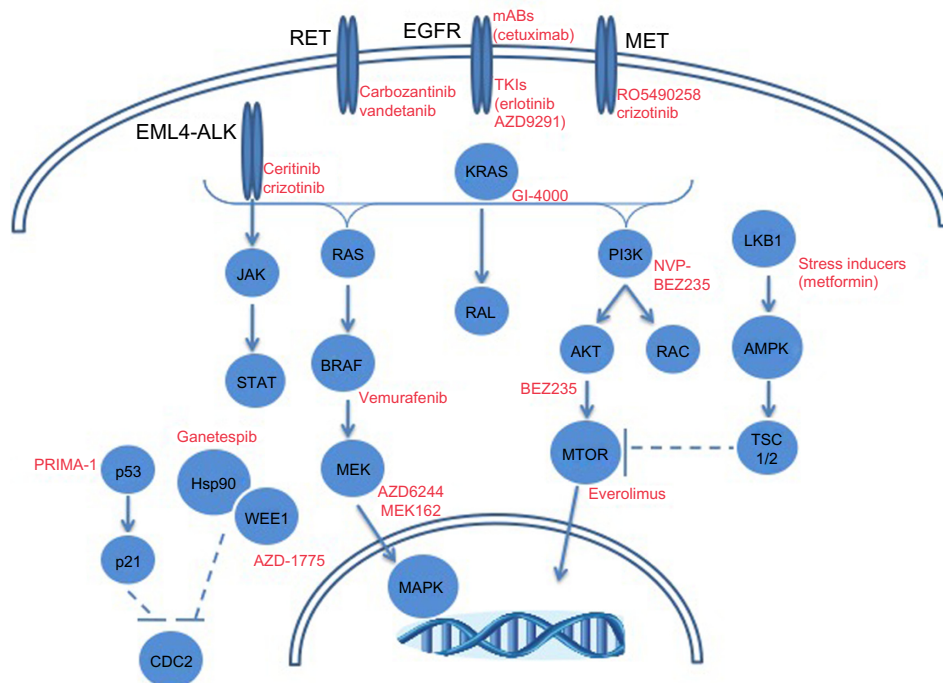 mABs
(cetuximab)
RET
EGFR
MET
Carbozantinib
vandetanib
TKIs
(erlotinib
AZD9291)
RO5490258
crizotinib
EML4-ALK
Ceritinib
crizotinib
KRAS
GI-4000
LKB1
JAK
RAS
PI3K
NVP-
BEZ235
Stress inducers
(metformin)
RAL
STAT
BRAF
AKT
RAC
AMPK
Vemurafenib
BEZ235
Ganetespib
PRIMA-1
p53
Hsp90
MEK
MTOR
TSC
1/2
WEE1
AZD6244
MEK162
Everolimus
p21
AZD-1775
MAPK
CDC2